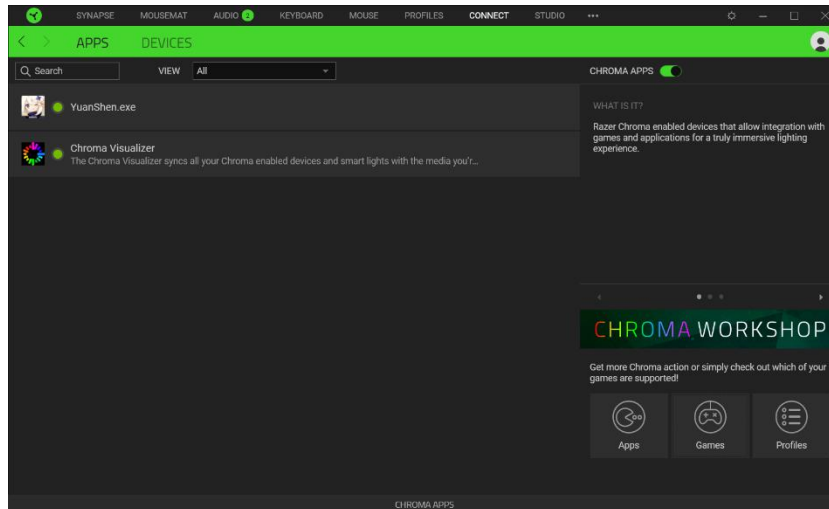 SYNAPSE MOUSEMAT AUDIO 2 KEYBOARD MOUSE PROFILES CONNECT STUDIO •••
APPS DEVICES
Search VIEW All CHROMA APPS
YuanShen.exe
Chroma Visualizer
The Chroma Visualizer syncs all your Chroma enabled devices and smart lights with the media you'r...
WHAT IS IT?
Razer Chroma enabled devices that allow integration with
games and applications for a truly immersive lighting
experience.
CHROMA WORKSHOP
Get more Chroma action or simply check out which of your
games are supported!
Apps Games Profiles
CHROMA APPS